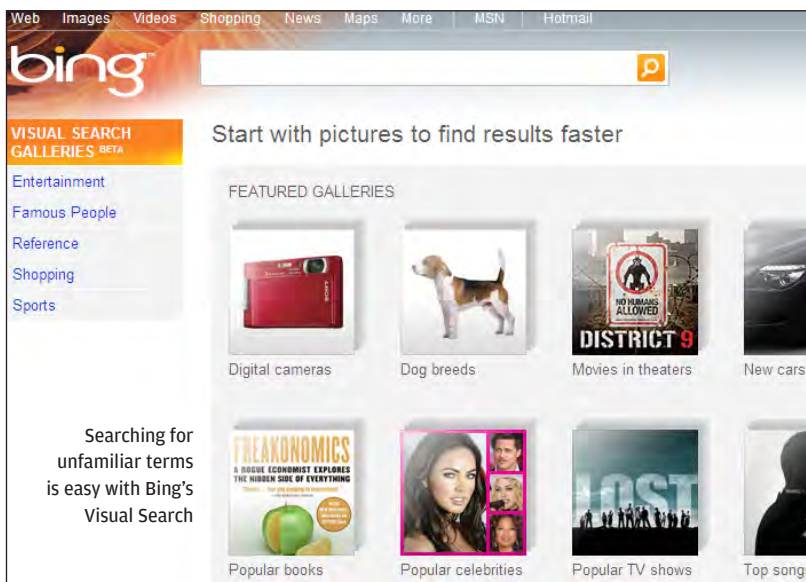 Web Images Videos Shopping News Maps More MSN Hotmail
bing™
VISUAL SEARCH
GALLERIES BETA
Entertainment
Famous People
Reference
Shopping
Sports
Start with pictures to find results faster
FEATURED GALLERIES
SONY
NO HUMANS
ALLOWED
DISTRICT 9
Digital cameras
Dog breeds
Movies in theaters
New cars
Searching for
unfamiliar terms
is easy with Bing's
Visual Search
FREAKONOMICS
A ROGUE ECONOMIST EXPLORES
THE HIDDEN SIDE OF EVERYTHING
LOST
Popular books
Popular celebrities
Popular TV shows
Top song